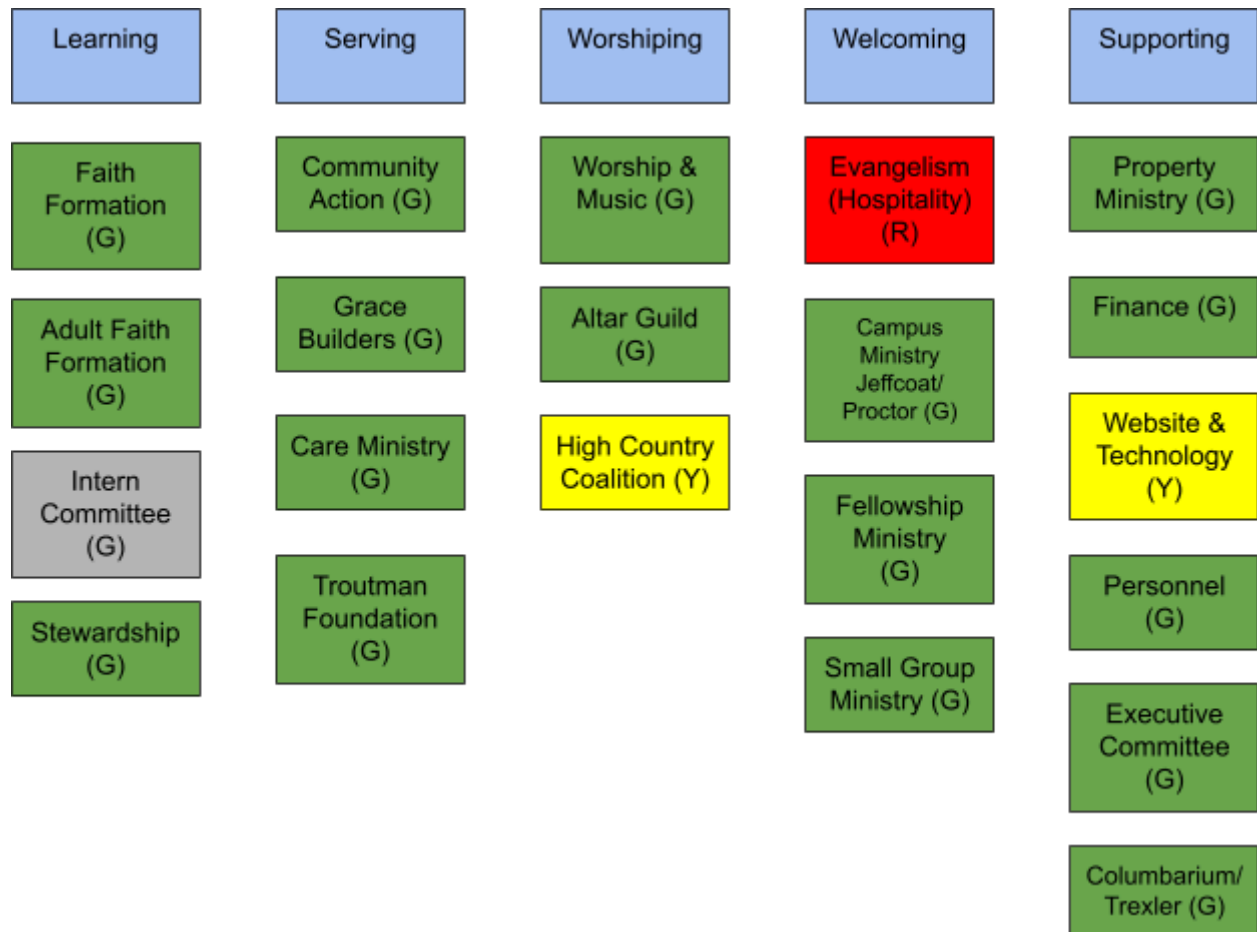 Learning
Faith
Formation
(G)
Adult Faith
Formation
(G)
Intern
Committee
(G)
Stewardship
(G)
Serving
Community
Action (G)
Grace
Builders (G)
Care Ministry
(G)
Troutman
Foundation
(G)
Worshiping
Worship &
Music (G)
Altar Guild
(G)
High Country
Coalition (Y)
Welcoming
Evangelism
(Hospitality)
(R)
Campus
Ministry
Jeffcoat/
Proctor (G)
Fellowship
Ministry
(G)
Small Group
Ministry (G)
Supporting
Property
Ministry (G)
Finance (G)
Website &
Technology
(Y)
Personnel
(G)
Executive
Committee
(G)
Columbarium/
Trexler (G)